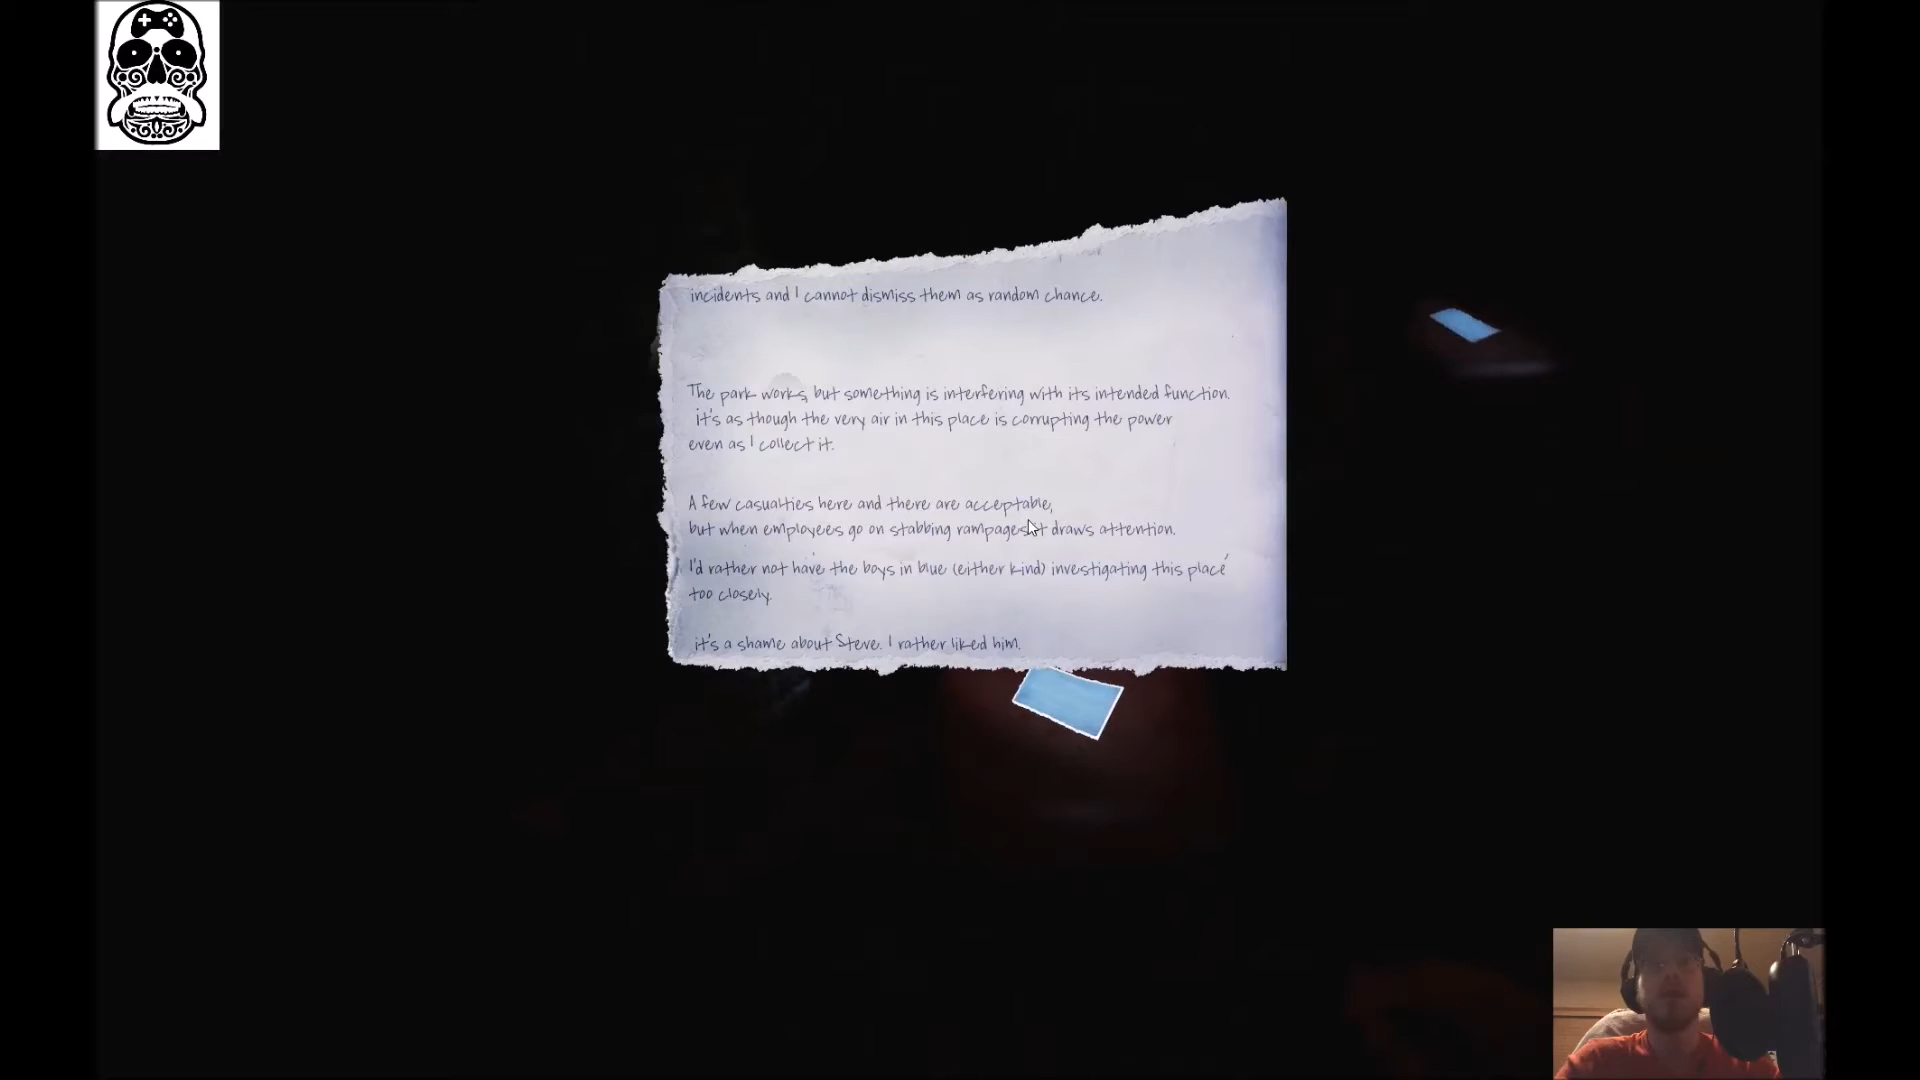 incidents and I cannot dismiss them as random chance.
The park works, but something is interfering with its intended function.
it's as though the very air in this place is corrupting the power
even as I collect it.
A few casualties here and there are acceptable,
but when employees go on stabbing rampages it draws attention.
I'd rather not have the boys in blue (either kind) investigating this place
too closely.
it's a shame about Steve. I rather liked him.